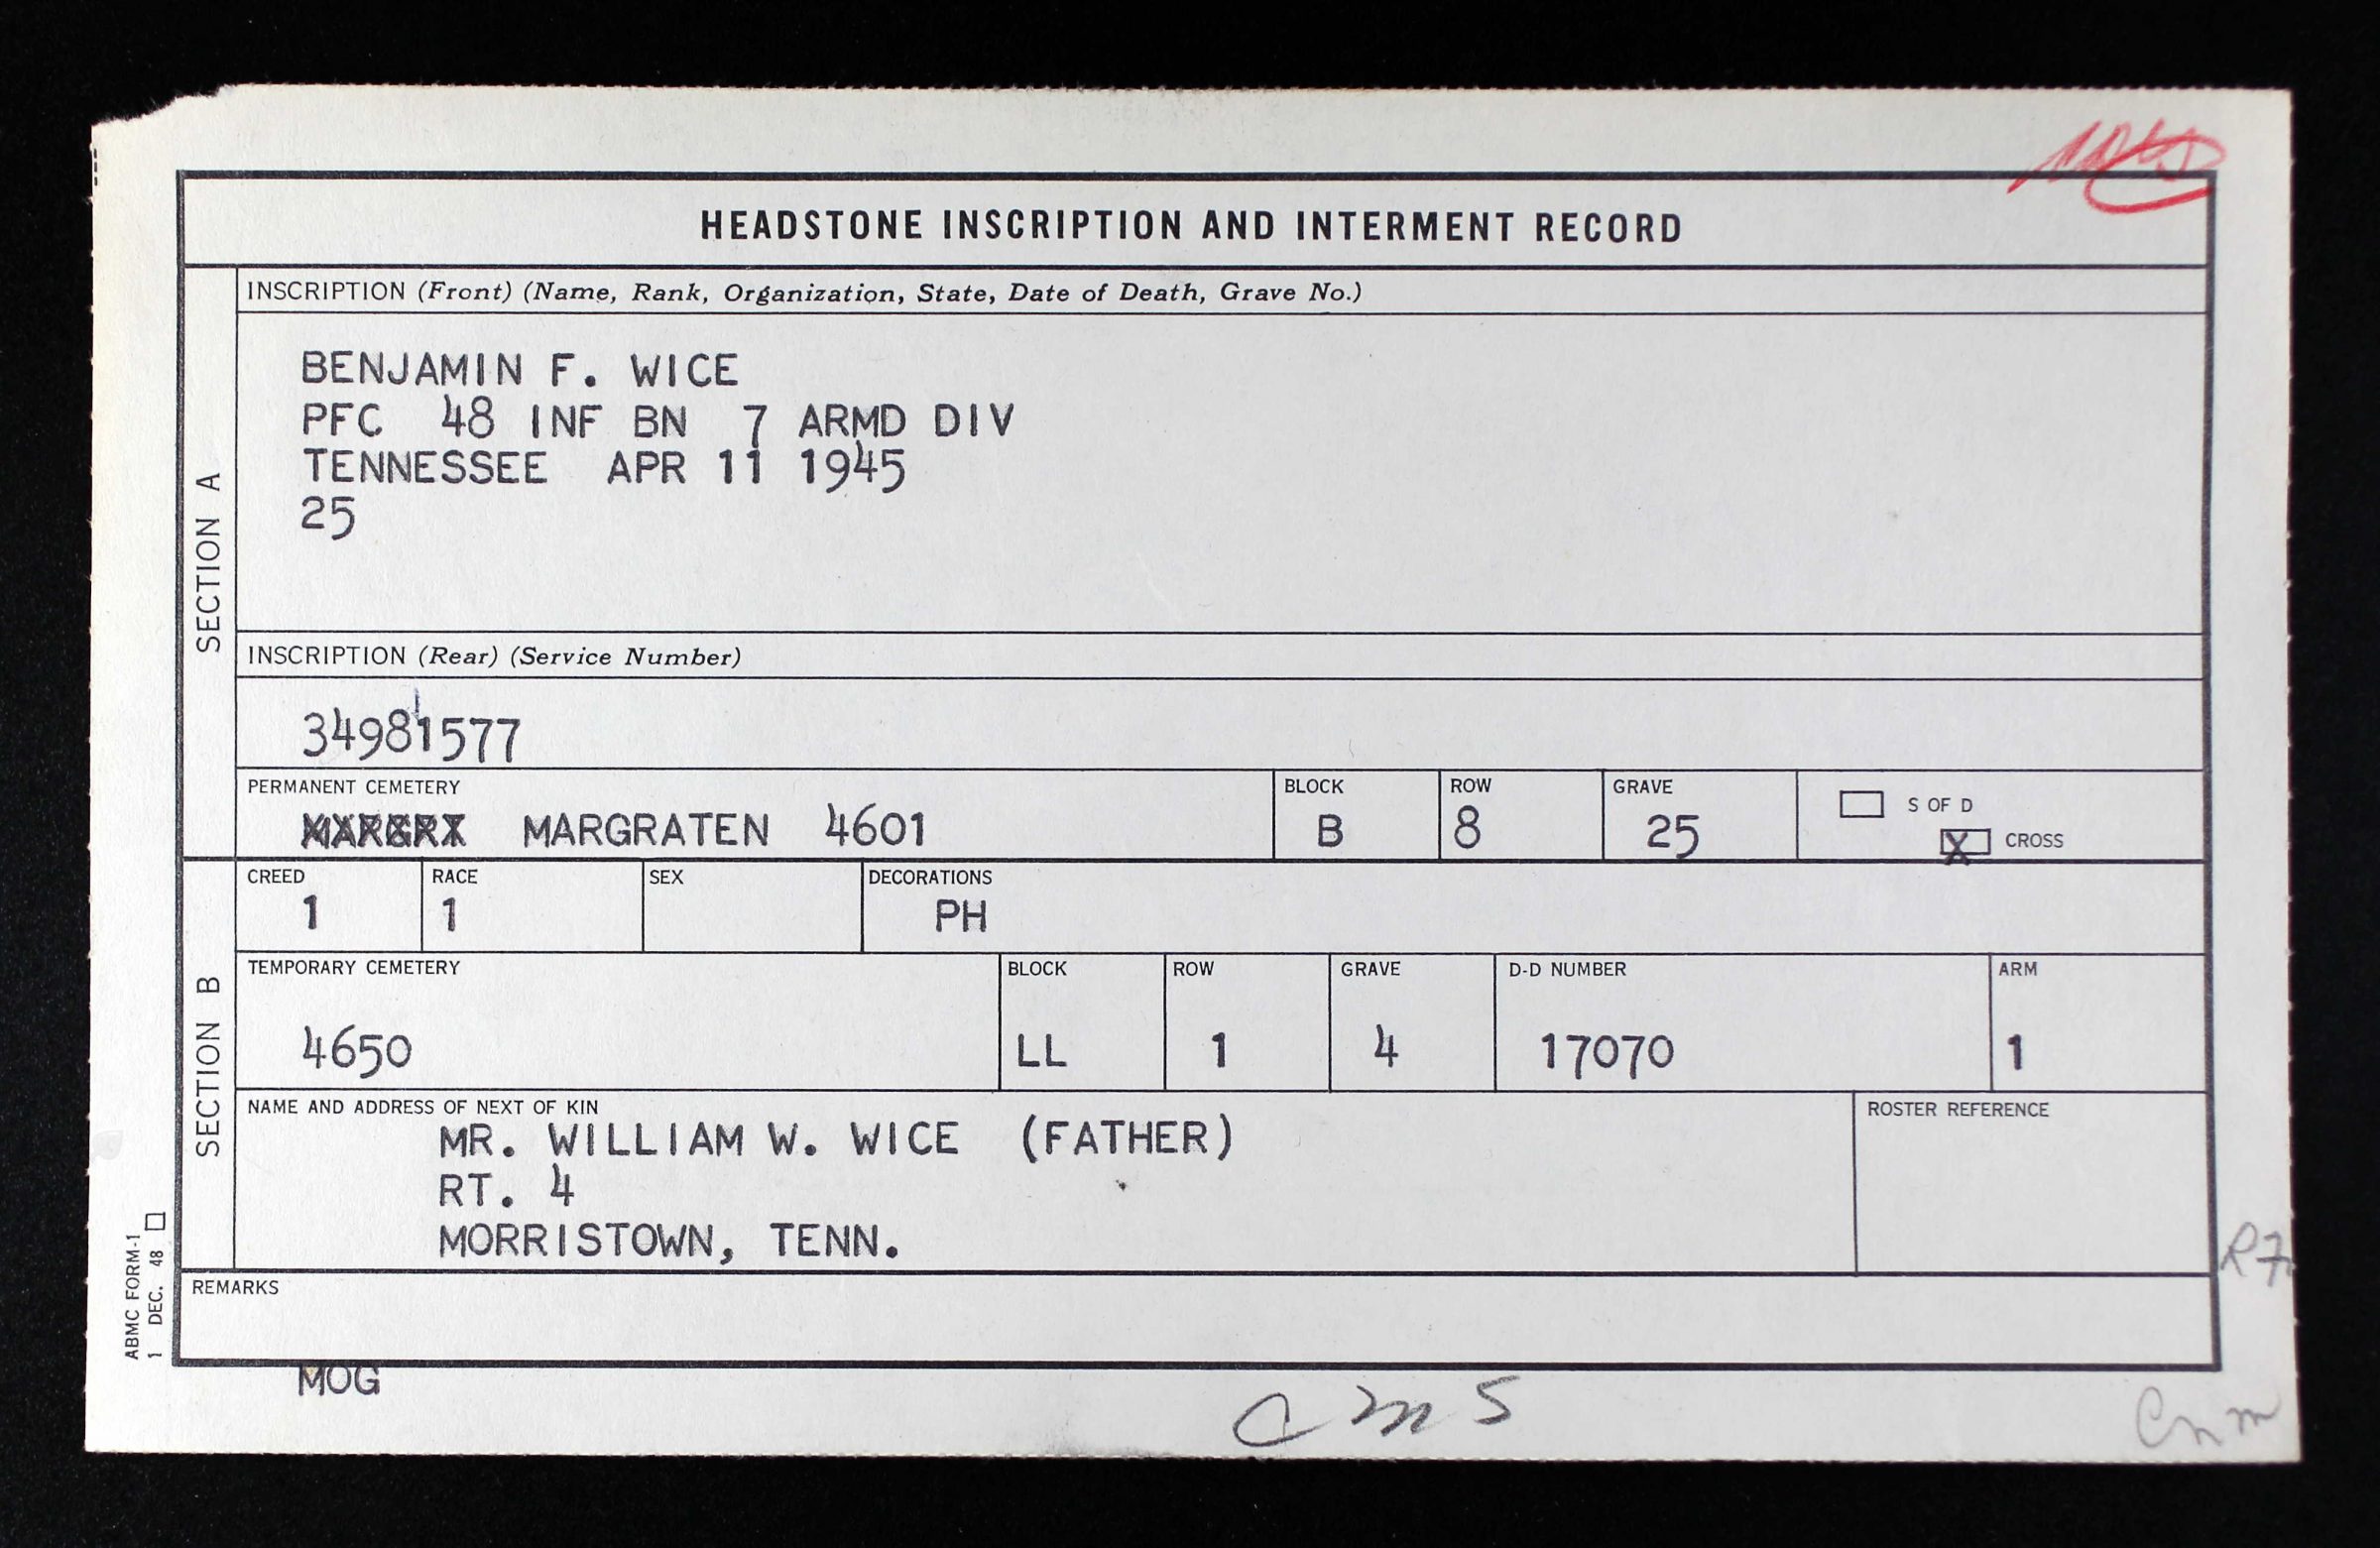 HEADSTONE INSCRIPTION AND INTERMENT RECORD
SECTION A
INSCRIPTION (Front) (Name, Rank, Organization, State, Date of Death, Grave No.)
BENJAMIN F. WICE
PFC 48 INF BN 7 ARMD DIV
TENNESSEE APR 11 1945
25
INSCRIPTION (Rear) (Service Number)
34981577
PERMANENT CEMETERY BLOCK ROW GRAVE
MARGRATEN 4601 B 8 25
S OF D
X CROSS
SECTION B
CREED RACE SEX DECORATIONS
1 1 PH
TEMPORARY CEMETERY BLOCK ROW GRAVE D-D NUMBER ARM
4650 LL 1 4 17070 1
NAME AND ADDRESS OF NEXT OF KIN ROSTER REFERENCE
MR. WILLIAM W. WICE (FATHER)
RT. 4
MORRISTOWN, TENN.
R7
REMARKS
ABMC FORM-1
1 DEC. 48
MOG